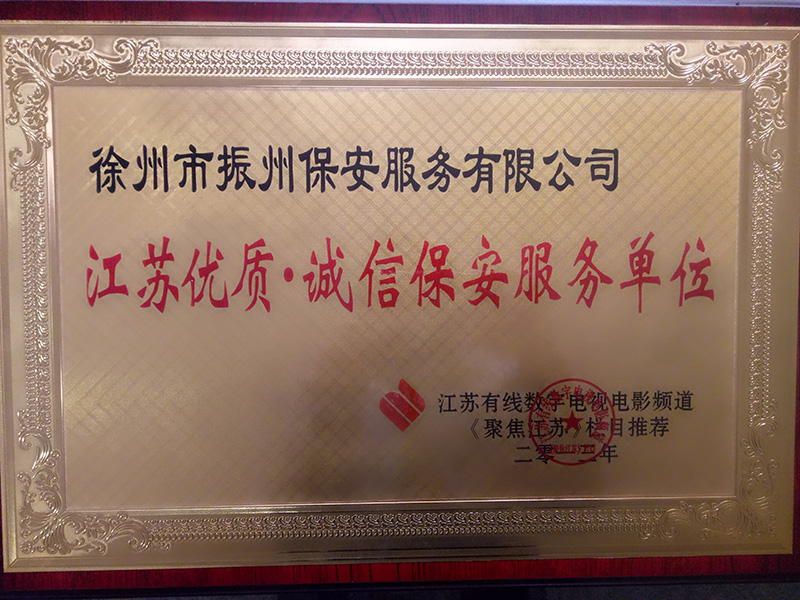 徐州市振州保安服务有限公司
江苏优质·诚信保安服务单位
江苏有线数字电视电影频道
《聚焦江苏》栏目推荐
二零一二年